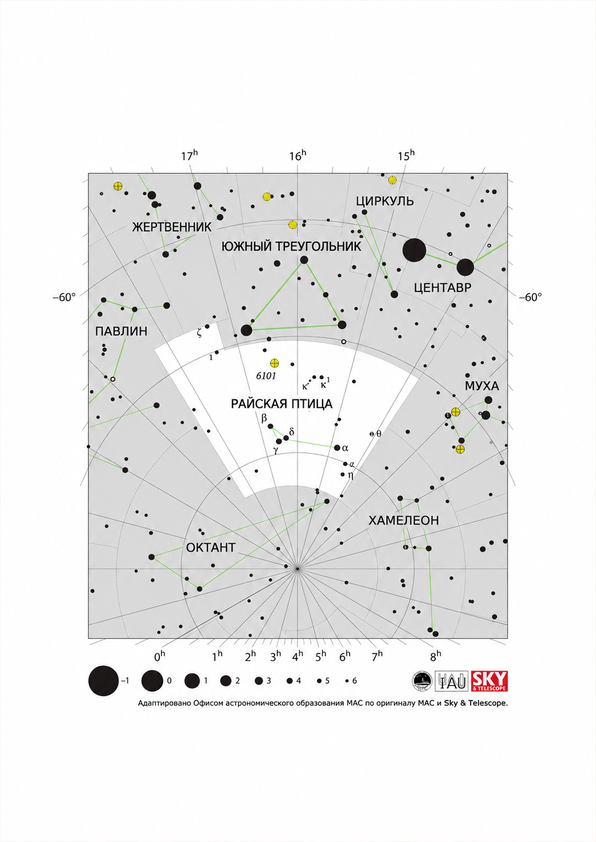 17h 16h 15h
ЦИРКУЛЬ
ЖЕРТВЕННИК
ЮЖНЫЙ ТРЕУГОЛЬНИК
ЦЕНТАВР
−60° −60°
ПАВЛИН
ζ
ι
6101
κ κ1
МУХА
РАЙСКАЯ ПТИЦА
β
δ
θ
γ
α
α
η
ХАМЕЛЕОН
ОКТАНТ
0h 1h 2h 3h 4h 5h 6h 7h 8h
−1 0 1 2 3 4 5 6
IAU
SKY
& TELESCOPE
Адаптировано Офисом астрономического образования МАС по оригиналу МАС и Sky & Telescope.